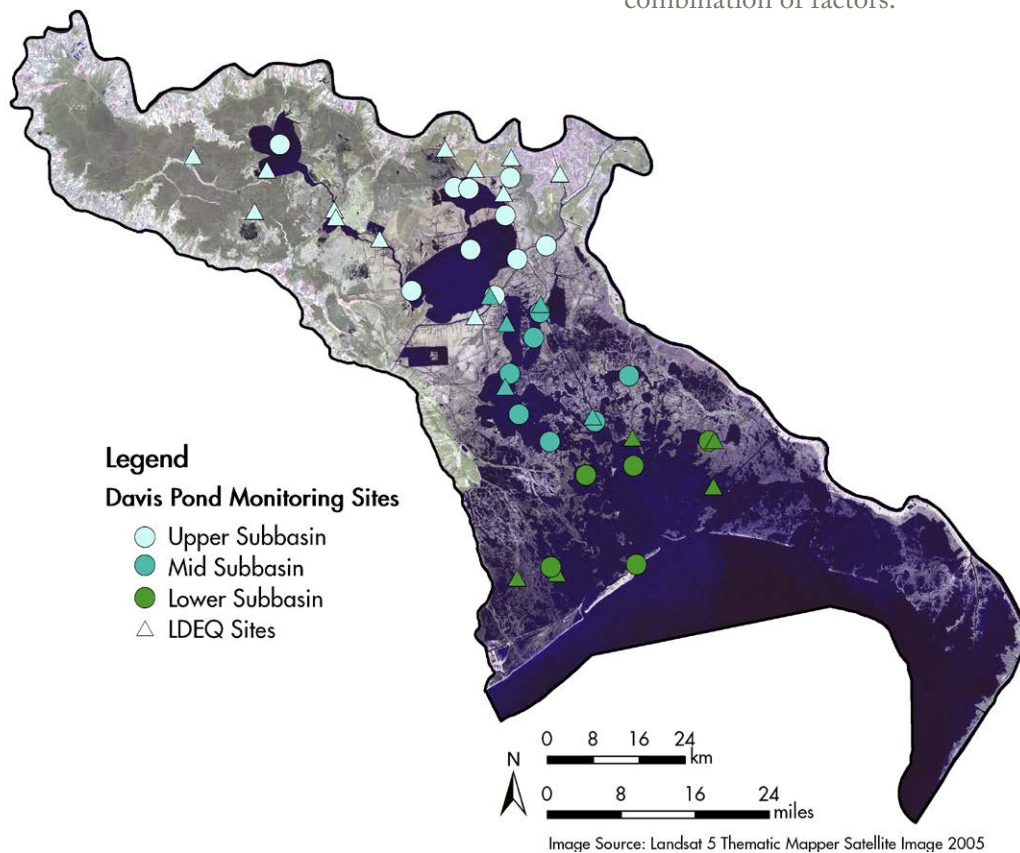 combination of factors.
Legend
Davis Pond Monitoring Sites
Upper Subbasin
Mid Subbasin
Lower Subbasin
LDEQ Sites
N
0 8 16 24
km
0 8 16 24
miles
Image Source: Landsat 5 Thematic Mapper Satellite Image 2005